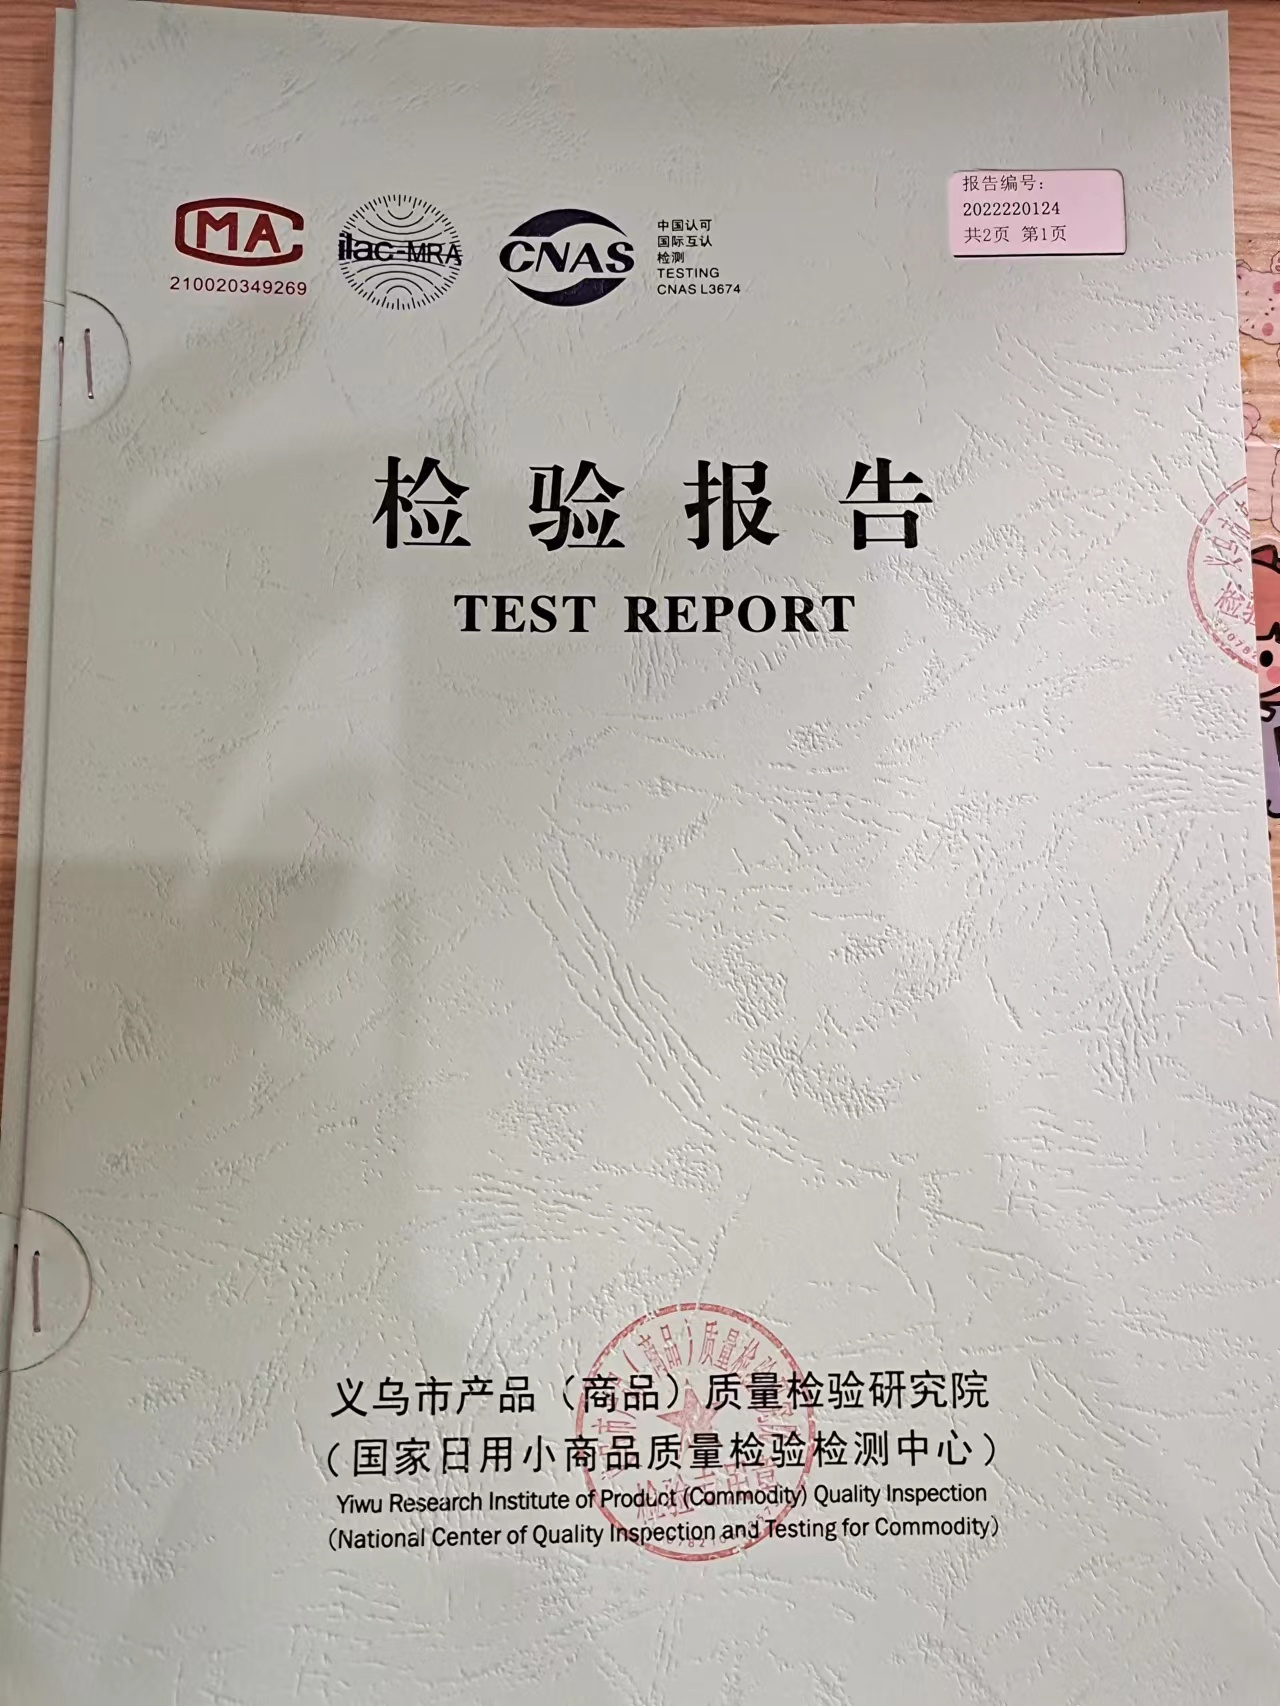 MA
210020349269
ilac-MRA
CNAS
中国认可
国际互认
检测
TESTING
CNAS L3674
报告编号:
2022220124
共2页 第1页
检验报告
TEST REPORT
义乌市产品（商品）质量检验研究院
（国家日用小商品质量检验检测中心）
Yiwu Research Institute of Product (Commodity) Quality Inspection
(National Center of Quality Inspection and Testing for Commodity)